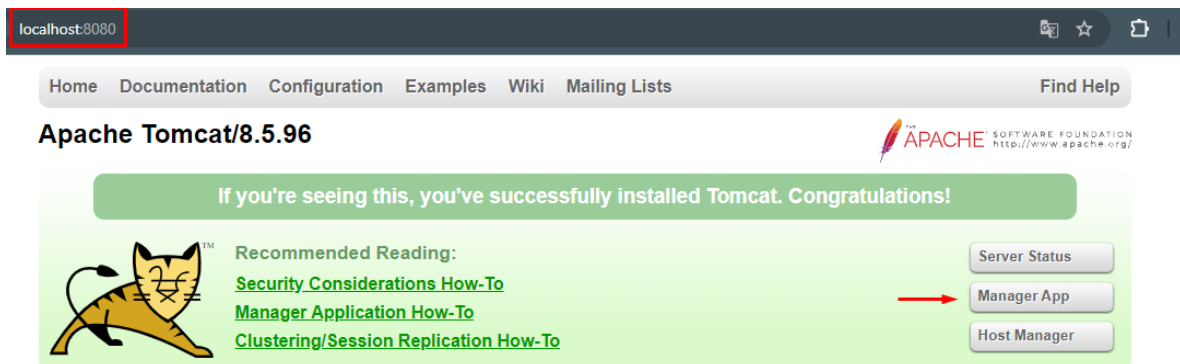 localhost:8080
Home Documentation Configuration Examples Wiki Mailing Lists Find Help
Apache Tomcat/8.5.96
THE
APACHE SOFTWARE FOUNDATION
http://www.apache.org/
If you're seeing this, you've successfully installed Tomcat. Congratulations!
TM
Recommended Reading:
Security Considerations How-To
Manager Application How-To
Clustering/Session Replication How-To
Server Status
Manager App
Host Manager